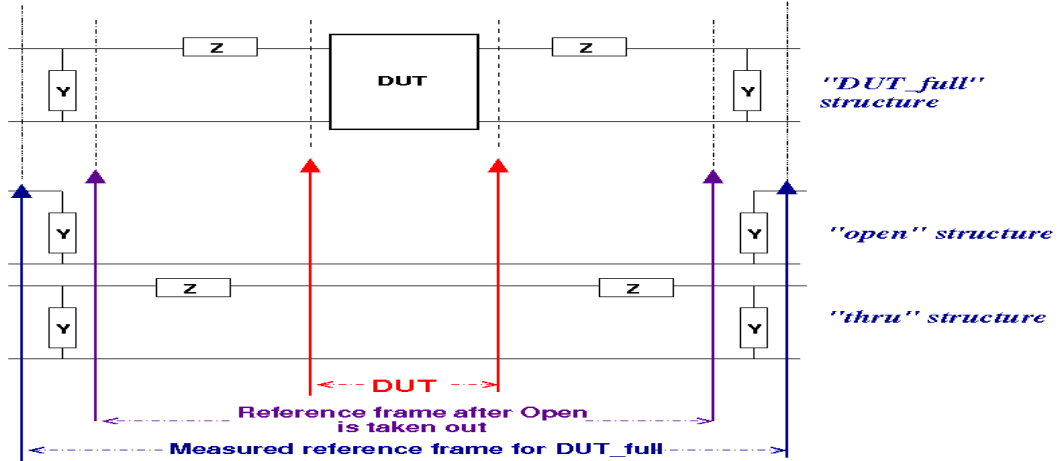 Z
Z
Y
DUT
Y
"DUT_full"
structure
Y
Y
"open" structure
Z
Z
Y
Y
"thru" structure
DUT
Reference frame after Open
is taken out
Measured reference frame for DUT_full